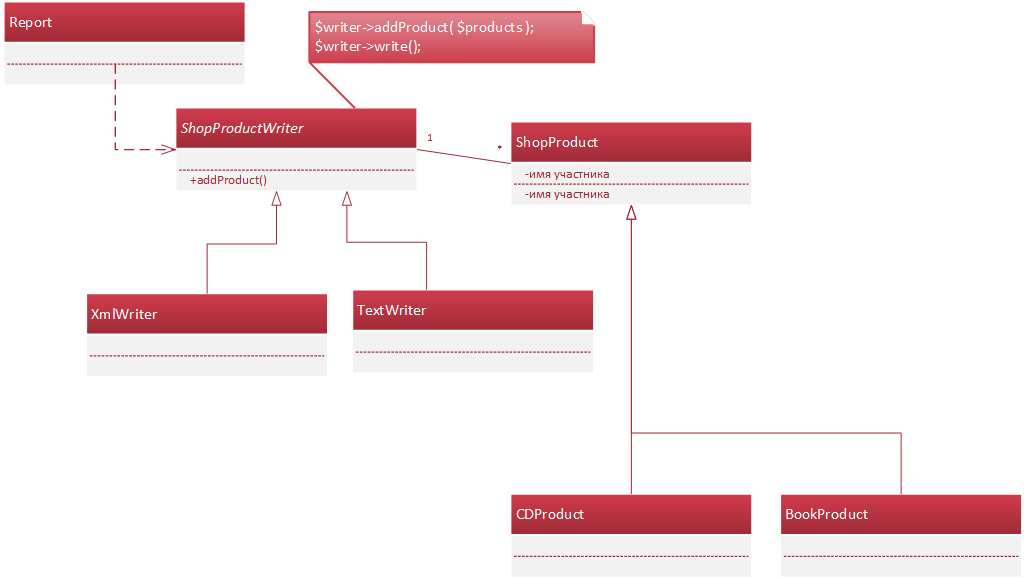 Report
$writer->addProduct( $products );
$writer->write();
ShopProductWriter
+addProduct()
1
*
ShopProduct
-имя участника
-имя участника
XmlWriter
TextWriter
CDProduct
BookProduct